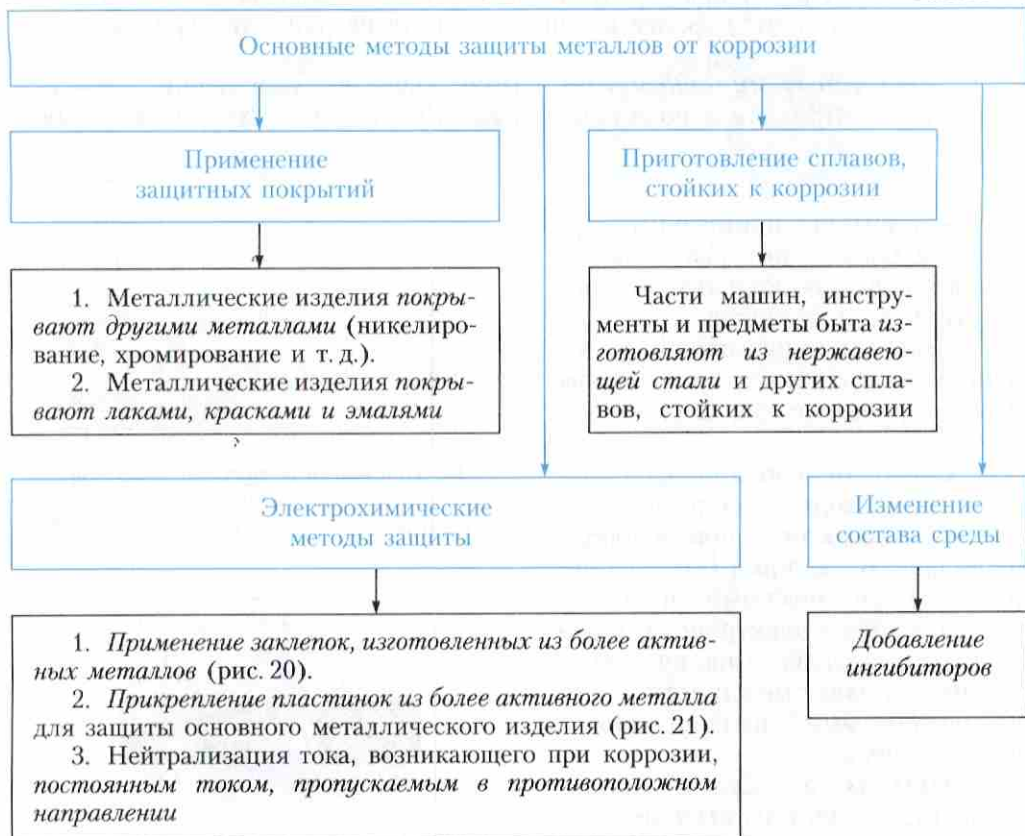 Основные методы защиты металлов от коррозии
Применение
защитных покрытий
Приготовление сплавов,
стойких к коррозии
1. Металлические изделия покры-
вают другими металлами (никелиро-
вание, хромирование и т. д.).
2. Металлические изделия покры-
вают лаками, красками и эмалями
Части машин, инстру-
менты и предметы быта из-
готовляют из нержавею-
щей стали и других спла-
вов, стойких к коррозии
Электрохимические
методы защиты
Изменение
состава среды
1. Применение заклепок, изготовленных из более актив-
ных металлов (рис. 20).
2. Прикрепление пластинок из более активного металла
для защиты основного металлического изделия (рис. 21).
3. Нейтрализация тока, возникающего при коррозии,
постоянным током, пропускаемым в противоположном
направлении
Добавление
ингибиторов